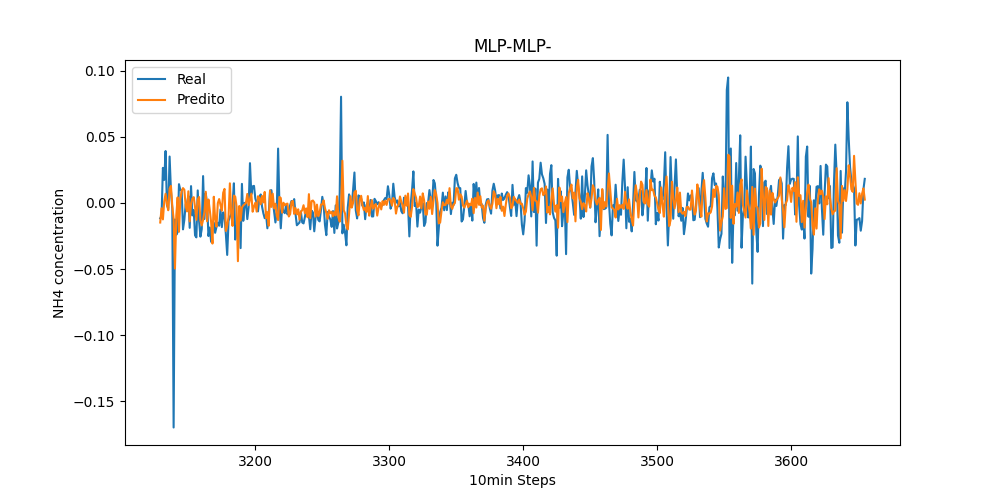 MLP-MLP-
Real
Predito
0.10
0.05
0.00
−0.05
−0.10
−0.15
NH4 concentration
3200 3300 3400 3500 3600
10min Steps